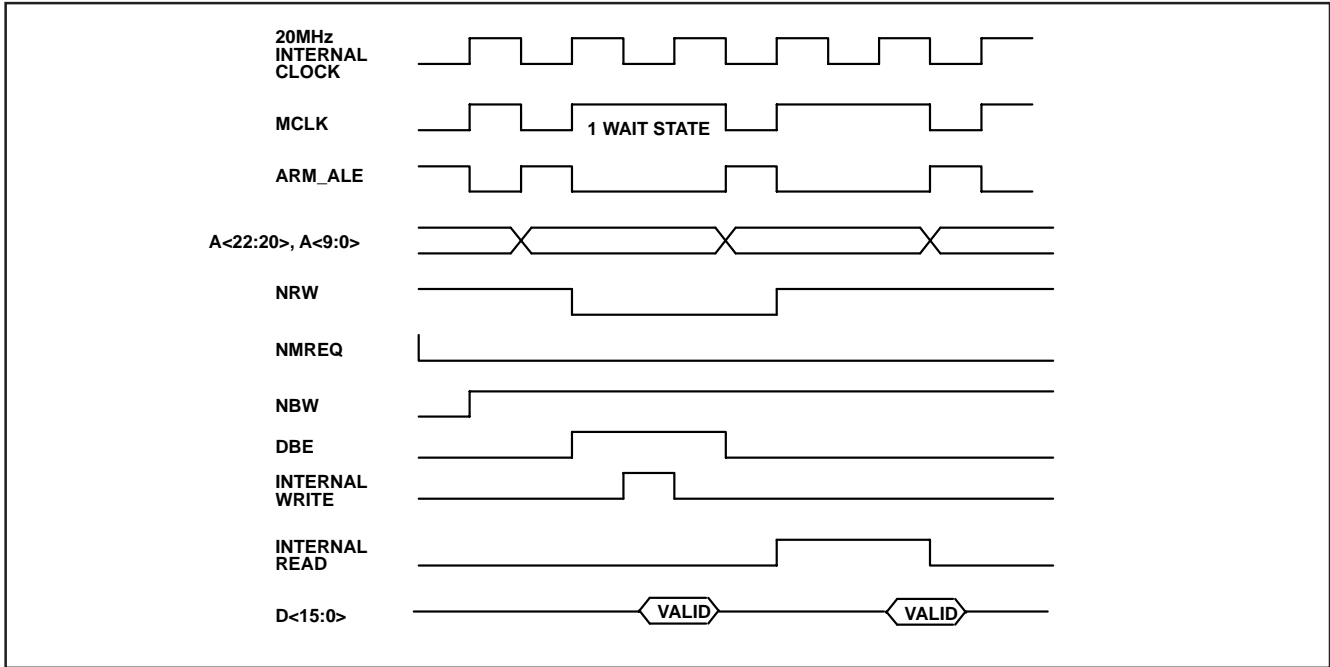 20MHz
INTERNAL
CLOCK
MCLK
1 WAIT STATE
ARM_ALE
A<22:20>, A<9:0>
NRW
NMREQ
NBW
DBE
INTERNAL
WRITE
INTERNAL
READ
D<15:0>
VALID
VALID